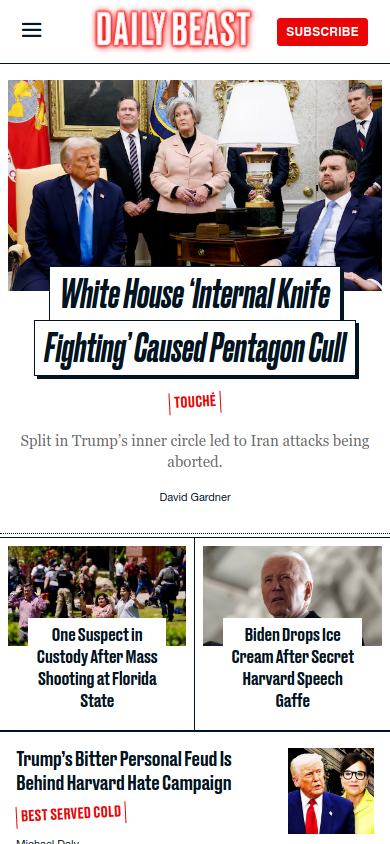 DAILY BEAST
SUBSCRIBE
White House ‘Internal Knife
Fighting’ Caused Pentagon Cull
TOUCHÉ
Split in Trump’s inner circle led to Iran attacks being
aborted.
David Gardner
One Suspect in
Custody After Mass
Shooting at Florida
State
Biden Drops Ice
Cream After Secret
Harvard Speech
Gaffe
Trump’s Bitter Personal Feud Is
Behind Harvard Hate Campaign
BEST SERVED COLD
Michael Daly